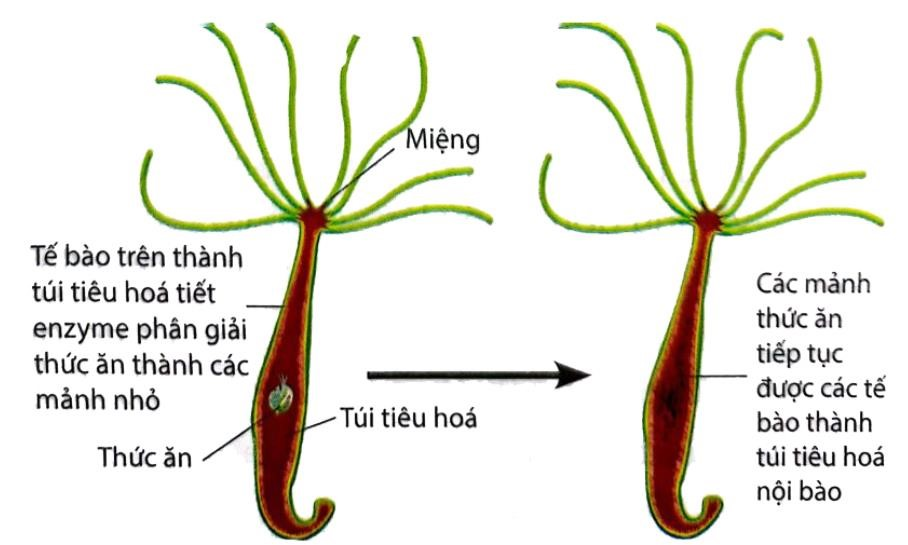 Miệng
Tế bào trên thành
túi tiêu hoá tiết
enzyme phân giải
thức ăn thành các
mảnh nhỏ
Thức ăn
Túi tiêu hoá
Các mảnh
thức ăn
tiếp tục
được các tế
bào thành
túi tiêu hoá
nội bào